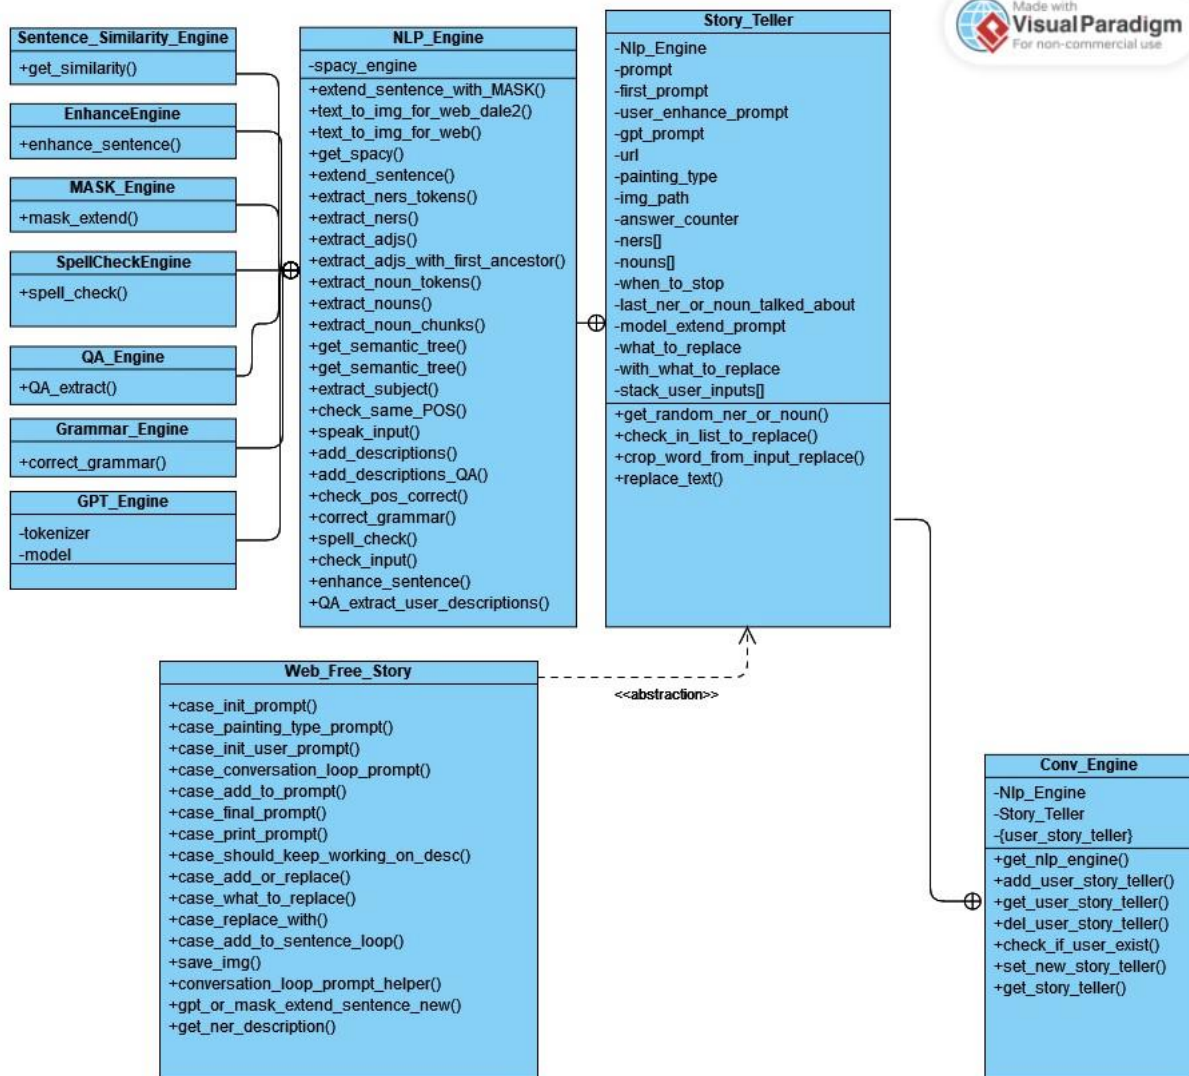 Made with
Visual Paradigm
For non-commercial use
Sentence_Similarity_Engine
+get_similarity()
EnhanceEngine
+enhance_sentence()
MASK_Engine
+mask_extend()
SpellCheckEngine
+spell_check()
QA_Engine
+QA_extract()
Grammar_Engine
+correct_grammar()
GPT_Engine
-tokenizer
-model
NLP_Engine
-spacy_engine
+extend_sentence_with_MASK()
+text_to_img_for_web_dale2()
+text_to_img_for_web()
+get_spacy()
+extend_sentence()
+extract_ners_tokens()
+extract_ners()
+extract_adjs()
+extract_adjs_with_first_ancestor()
+extract_noun_tokens()
+extract_nouns()
+extract_noun_chunks()
+get_semantic_tree()
+get_semantic_tree()
+extract_subject()
+check_same_POS()
+speak_input()
+add_descriptions()
+add_descriptions_QA()
+check_pos_correct()
+correct_grammar()
+spell_check()
+check_input()
+enhance_sentence()
+QA_extract_user_descriptions()
Story_Teller
-Nlp_Engine
-prompt
-first_prompt
-user_enhance_prompt
-gpt_prompt
-url
-painting_type
-img_path
-answer_counter
-ners[]
-nouns[]
-when_to_stop
-last_ner_or_noun_talked_about
-model_extend_prompt
-what_to_replace
-with_what_to_replace
-stack_user_inputs[]
+get_random_ner_or_noun()
+check_in_list_to_replace()
+crop_word_from_input_replace()
+replace_text()
<<abstraction>>
Web_Free_Story
+case_init_prompt()
+case_painting_type_prompt()
+case_init_user_prompt()
+case_conversation_loop_prompt()
+case_add_to_prompt()
+case_final_prompt()
+case_print_prompt()
+case_should_keep_working_on_desc()
+case_add_or_replace()
+case_what_to_replace()
+case_replace_with()
+case_add_to_sentence_loop()
+save_img()
+conversation_loop_prompt_helper()
+gpt_or_mask_extend_sentence_new()
+get_ner_description()
Conv_Engine
-Nlp_Engine
-Story_Teller
-{user_story_teller}
+get_nlp_engine()
+add_user_story_teller()
+get_user_story_teller()
+del_user_story_teller()
+check_if_user_exist()
+set_new_story_teller()
+get_story_teller()